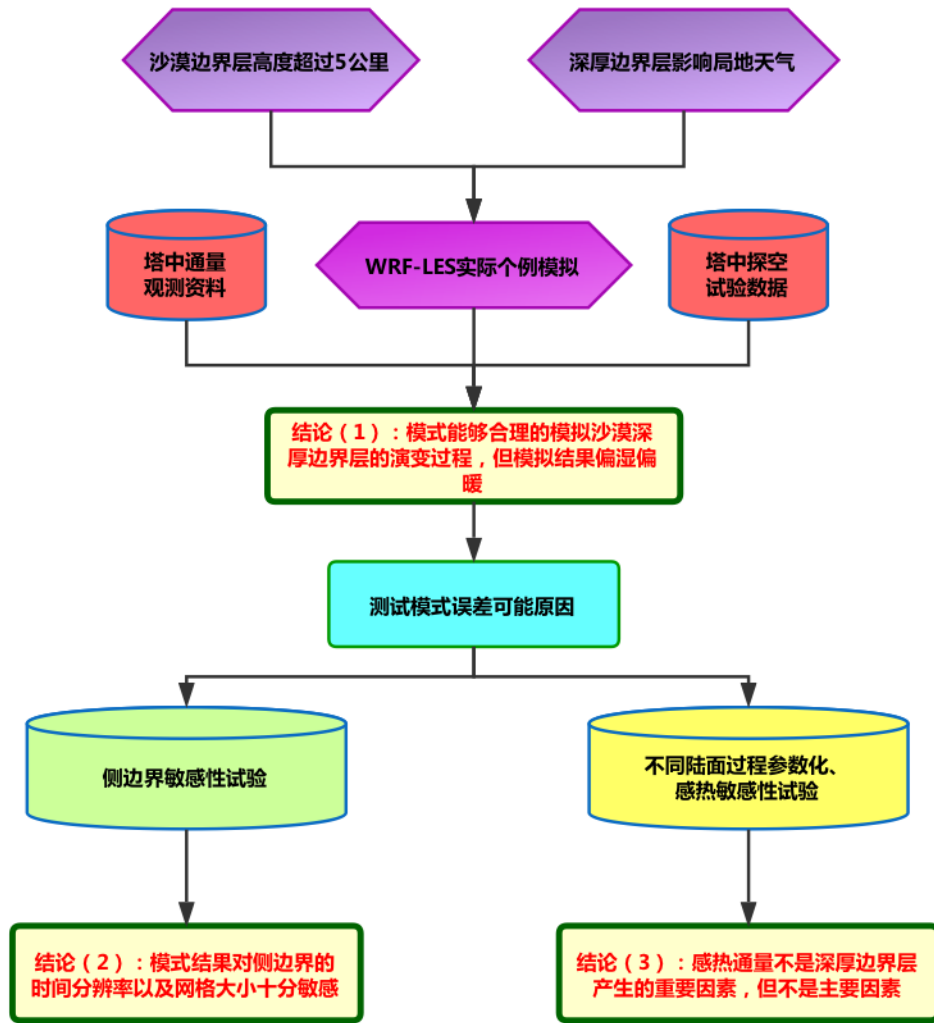 沙漠边界层高度超过5公里
深厚边界层影响局地天气
塔中通量
观测资料
WRF-LES实际个例模拟
塔中探空
试验数据
结论（1）：模式能够合理的模拟沙漠深
厚边界层的演变过程，但模拟结果偏湿偏
暖
测试模式误差可能原因
侧边界敏感性试验
不同陆面过程参数化、
感热敏感性试验
结论（2）：模式结果对侧边界的
时间分辨率以及网格大小十分敏感
结论（3）：感热通量不是深厚边界层
产生的重要因素，但不是主要因素